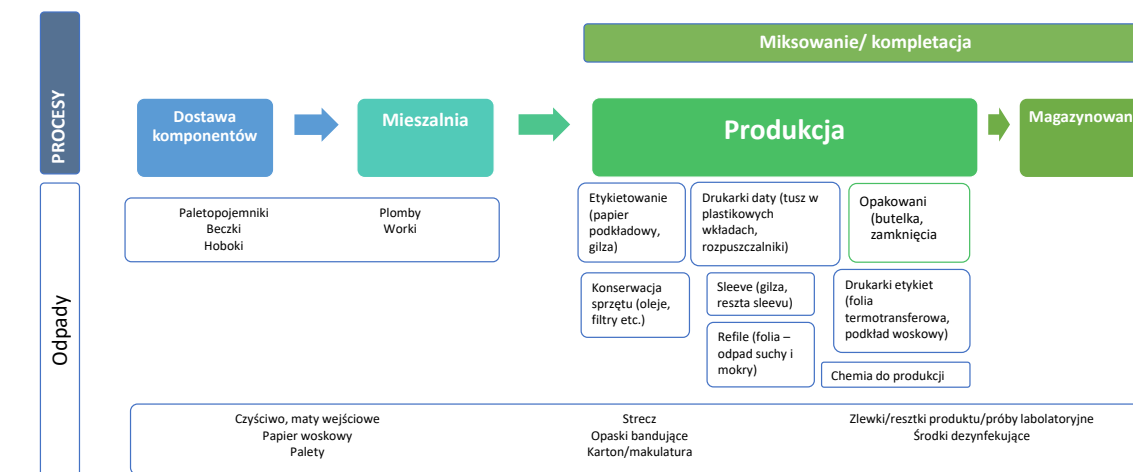 PROCESY
Miksowanie/ kompletacja
Dostawa
komponentów
Mieszalnia
Produkcja
Magazynowan
Odpady
Paletopojemniki
Beczki
Hoboki
Plomby
Worki
Etykietowanie
(papier
podkładowy,
gilza)
Drukarki daty (tusz w
plastikowych
wkładach,
rozpuszczalniki)
Opakowani
(butelka,
zamknięcia
Konserwacja
sprzętu (oleje,
filtry etc.)
Sleeve (gilza,
reszta sleevu)
Drukarki etykiet
(folia
termotransferowa,
podkład woskowy)
Refile (folia –
odpad suchy i
mokry)
Chemia do produkcji
Czyściwo, maty wejściowe
Papier woskowy
Palety
Strecz
Opaski bandujące
Karton/makulatura
Zlewki/resztki produktu/próby labolatoryjne
Środki dezynfekujące